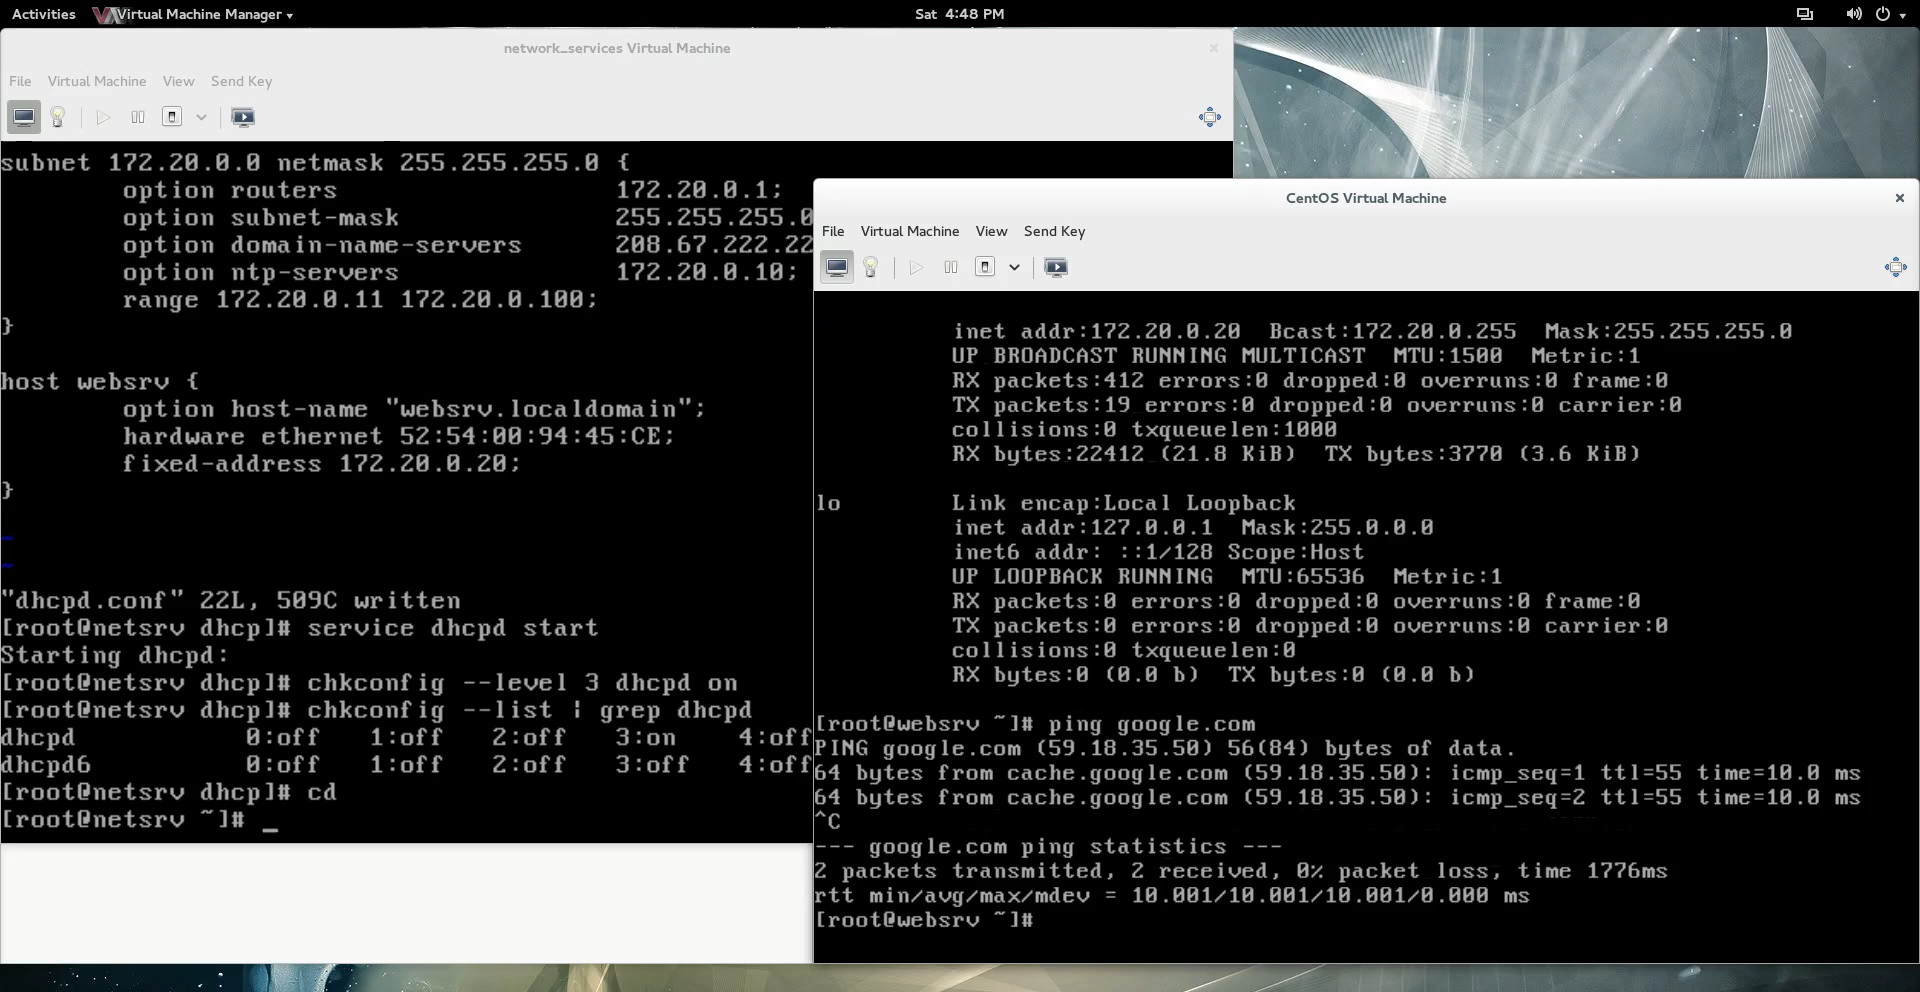 Activities Virtual Machine Manager Sat 4:48 PM
network_services Virtual Machine
File Virtual Machine View Send Key
subnet 172.20.0.0 netmask 255.255.255.0 {
option routers 172.20.0.1;
option subnet-mask 255.255.255.0
option domain-name-servers 208.67.222.22
option ntp-servers 172.20.0.10;
range 172.20.0.11 172.20.0.100;
}
host websrv {
option host-name "websrv.localdomain";
hardware ethernet 52:54:00:94:45:CE;
fixed-address 172.20.0.20;
}
~
~
"dhcpd.conf" 22L, 509C written
[root@netsrv dhcp]# service dhcpd start
Starting dhcpd:
[root@netsrv dhcp]# chkconfig --level 3 dhcpd on
[root@netsrv dhcp]# chkconfig --list | grep dhcpd
dhcpd 0:off 1:off 2:off 3:on 4:off
dhcpd6 0:off 1:off 2:off 3:off 4:off
[root@netsrv dhcp]# cd
[root@netsrv ~]# _
CentOS Virtual Machine
File Virtual Machine View Send Key
inet addr:172.20.0.20 Bcast:172.20.0.255 Mask:255.255.255.0
UP BROADCAST RUNNING MULTICAST MTU:1500 Metric:1
RX packets:412 errors:0 dropped:0 overruns:0 frame:0
TX packets:19 errors:0 dropped:0 overruns:0 carrier:0
collisions:0 txqueuelen:1000
RX bytes:22412 (21.8 KiB) TX bytes:3770 (3.6 KiB)
lo Link encap:Local Loopback
inet addr:127.0.0.1 Mask:255.0.0.0
inet6 addr: ::1/128 Scope:Host
UP LOOPBACK RUNNING MTU:65536 Metric:1
RX packets:0 errors:0 dropped:0 overruns:0 frame:0
TX packets:0 errors:0 dropped:0 overruns:0 carrier:0
collisions:0 txqueuelen:0
RX bytes:0 (0.0 b) TX bytes:0 (0.0 b)
[root@websrv ~]# ping google.com
PING google.com (59.18.35.50) 56(84) bytes of data.
64 bytes from cache.google.com (59.18.35.50): icmp_seq=1 ttl=55 time=10.0 ms
64 bytes from cache.google.com (59.18.35.50): icmp_seq=2 ttl=55 time=10.0 ms
^C
--- google.com ping statistics ---
2 packets transmitted, 2 received, 0% packet loss, time 1776ms
rtt min/avg/max/mdev = 10.001/10.001/10.001/0.000 ms
[root@websrv ~]#